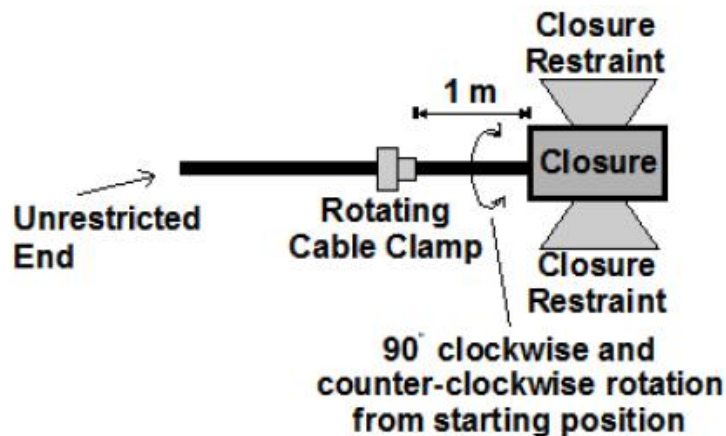 Closure
Restraint
1 m
Closure
Unrestricted
End
Rotating
Cable Clamp
Closure
Restraint
90° clockwise and
counter-clockwise rotation
from starting position